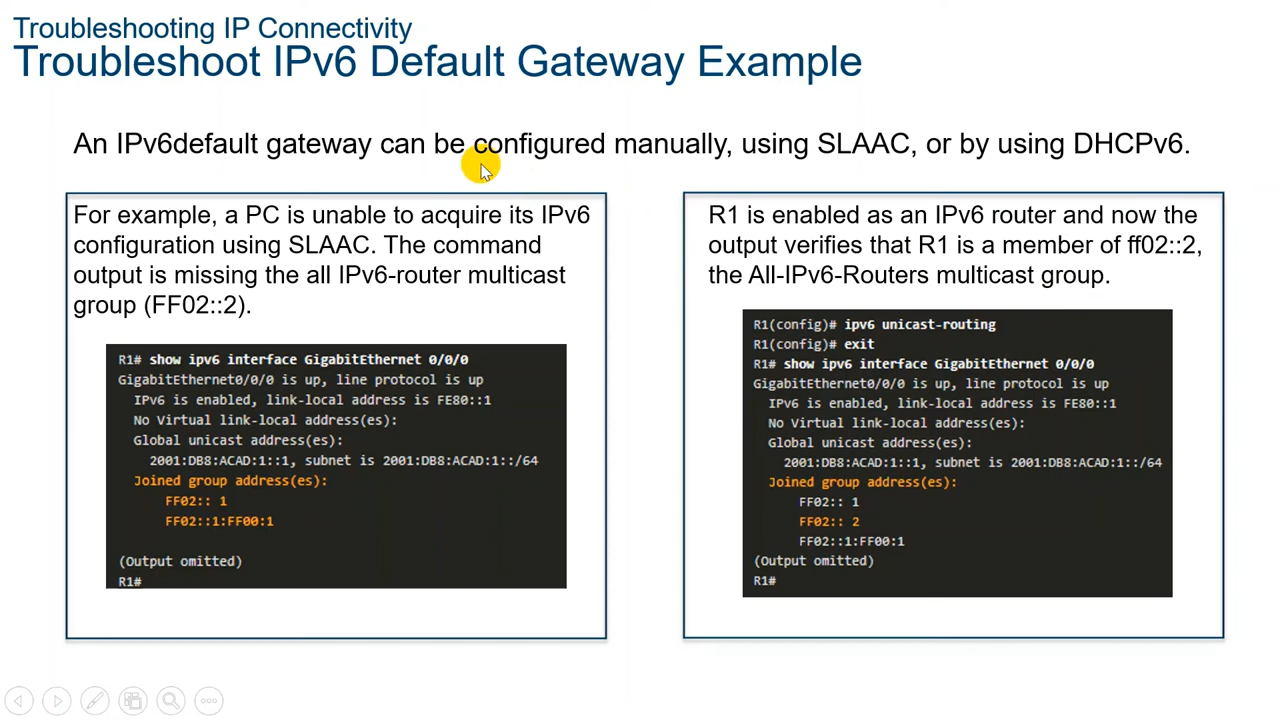 Troubleshooting IP Connectivity
Troubleshoot IPv6 Default Gateway Example
An IPv6default gateway can be configured manually, using SLAAC, or by using DHCPv6.
For example, a PC is unable to acquire its IPv6
configuration using SLAAC. The command
output is missing the all IPv6-router multicast
group (FF02::2).
R1# show ipv6 interface GigabitEthernet 0/0/0
GigabitEthernet0/0/0 is up, line protocol is up
IPv6 is enabled, link-local address is FE80::1
No Virtual link-local address(es):
Global unicast address(es):
2001:DB8:ACAD:1::1, subnet is 2001:DB8:ACAD:1::/64
Joined group address(es):
FF02:: 1
FF02::1:FF00:1
(Output omitted)
R1#
R1 is enabled as an IPv6 router and now the
output verifies that R1 is a member of ff02::2,
the All-IPv6-Routers multicast group.
R1(config)# ipv6 unicast-routing
R1(config)# exit
R1# show ipv6 interface GigabitEthernet 0/0/0
GigabitEthernet0/0/0 is up, line protocol is up
IPv6 is enabled, link-local address is FE80::1
No Virtual link-local address(es):
Global unicast address(es):
2001:DB8:ACAD:1::1, subnet is 2001:DB8:ACAD:1::/64
Joined group address(es):
FF02:: 1
FF02:: 2
FF02::1:FF00:1
(Output omitted)
R1#